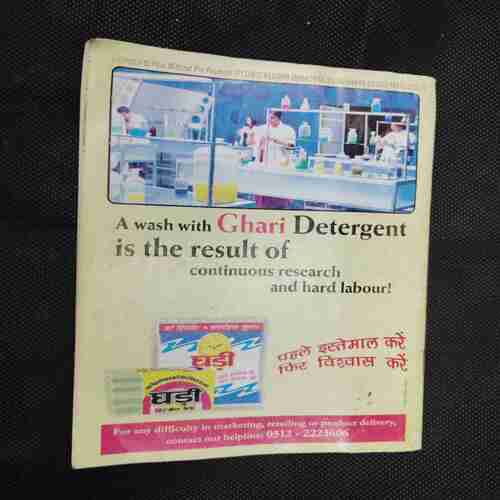 A wash with Ghari Detergent
is the result of
continuous research
and hard labour!
पहले इस्तेमाल करें
फिर विश्वास करें
घड़ी
घड़ी
For any difficulty in marketing, retailing or product delivery,
contact our helpline: 0512 - 2223606